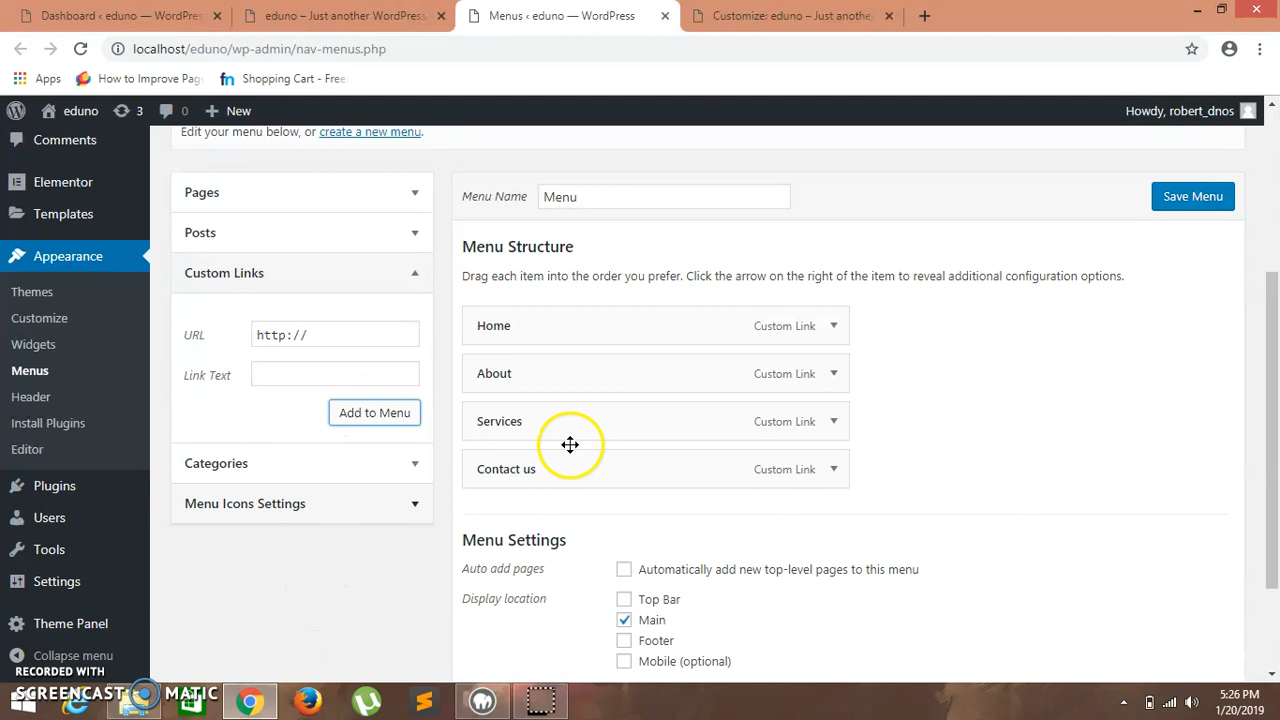 Dashboard ‹ eduno — WordPress
eduno – Just another WordPress
Menus ‹ eduno — WordPress
Customize: eduno – Just another
localhost/eduno/wp-admin/nav-menus.php
Apps
How to Improve Pag
fn Shopping Cart - Free
eduno
3
0
New
Howdy, robert_dnos
Comments
Elementor
Templates
Appearance
Themes
Customize
Widgets
Menus
Header
Install Plugins
Editor
Plugins
Users
Tools
Settings
Theme Panel
Collapse menu
Edit your menu below, or create a new menu.
Pages
Posts
Custom Links
URL
http://
Link Text
Add to Menu
Categories
Menu Icons Settings
Menu Name
Menu
Save Menu
Menu Structure
Drag each item into the order you prefer. Click the arrow on the right of the item to reveal additional configuration options.
Home Custom Link
About Custom Link
Services Custom Link
Contact us Custom Link
Menu Settings
Auto add pages
Automatically add new top-level pages to this menu
Display location
Top Bar
Main
Footer
Mobile (optional)
RECORDED WITH
SCREENCAST MATIC
5:26 PM
1/20/2019